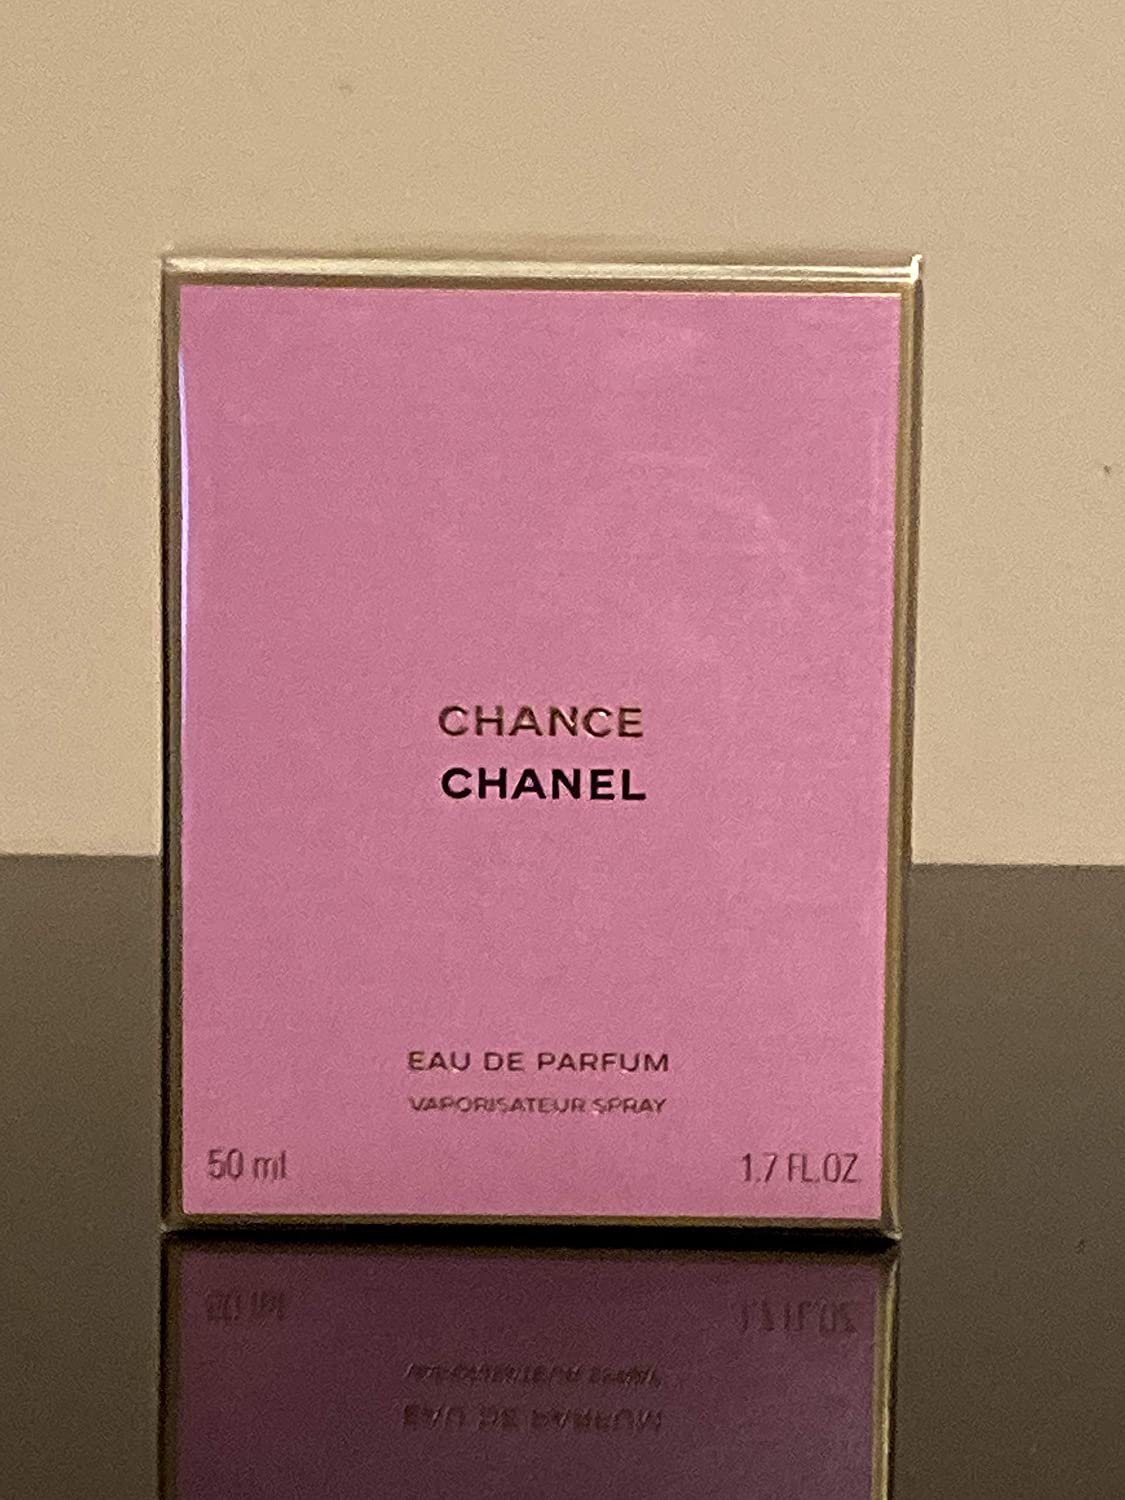 CHANCE
CHANEL
EAU DE PARFUM
VAPORISATEUR SPRAY
50 ml
1.7 FL.OZ